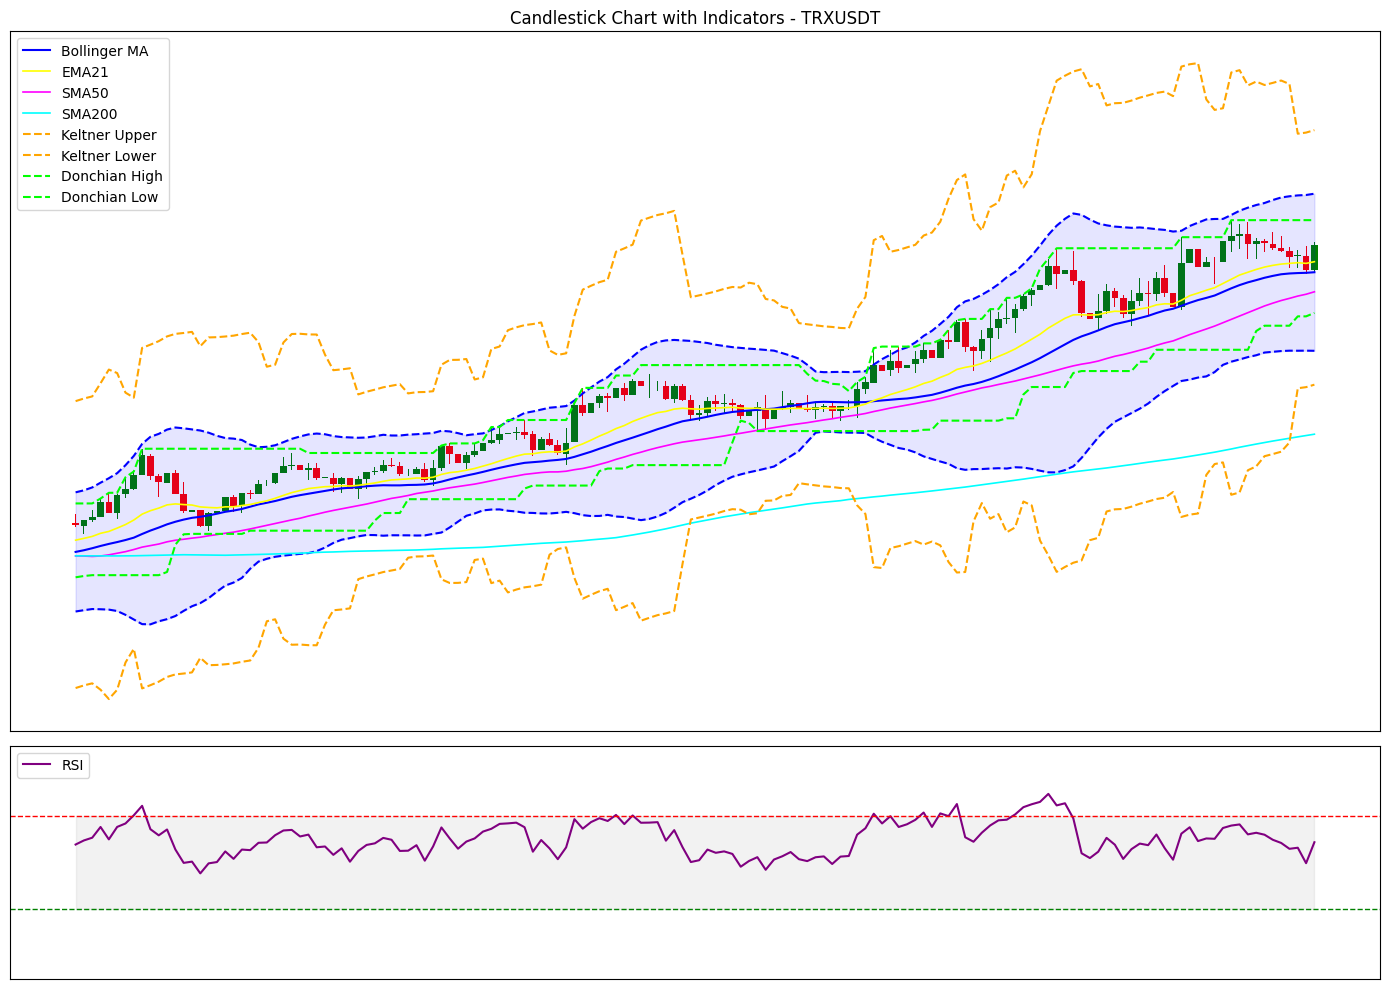 Candlestick Chart with Indicators - TRXUSDT
Bollinger MA
EMA21
SMA50
SMA200
Keltner Upper
Keltner Lower
Donchian High
Donchian Low
RSI